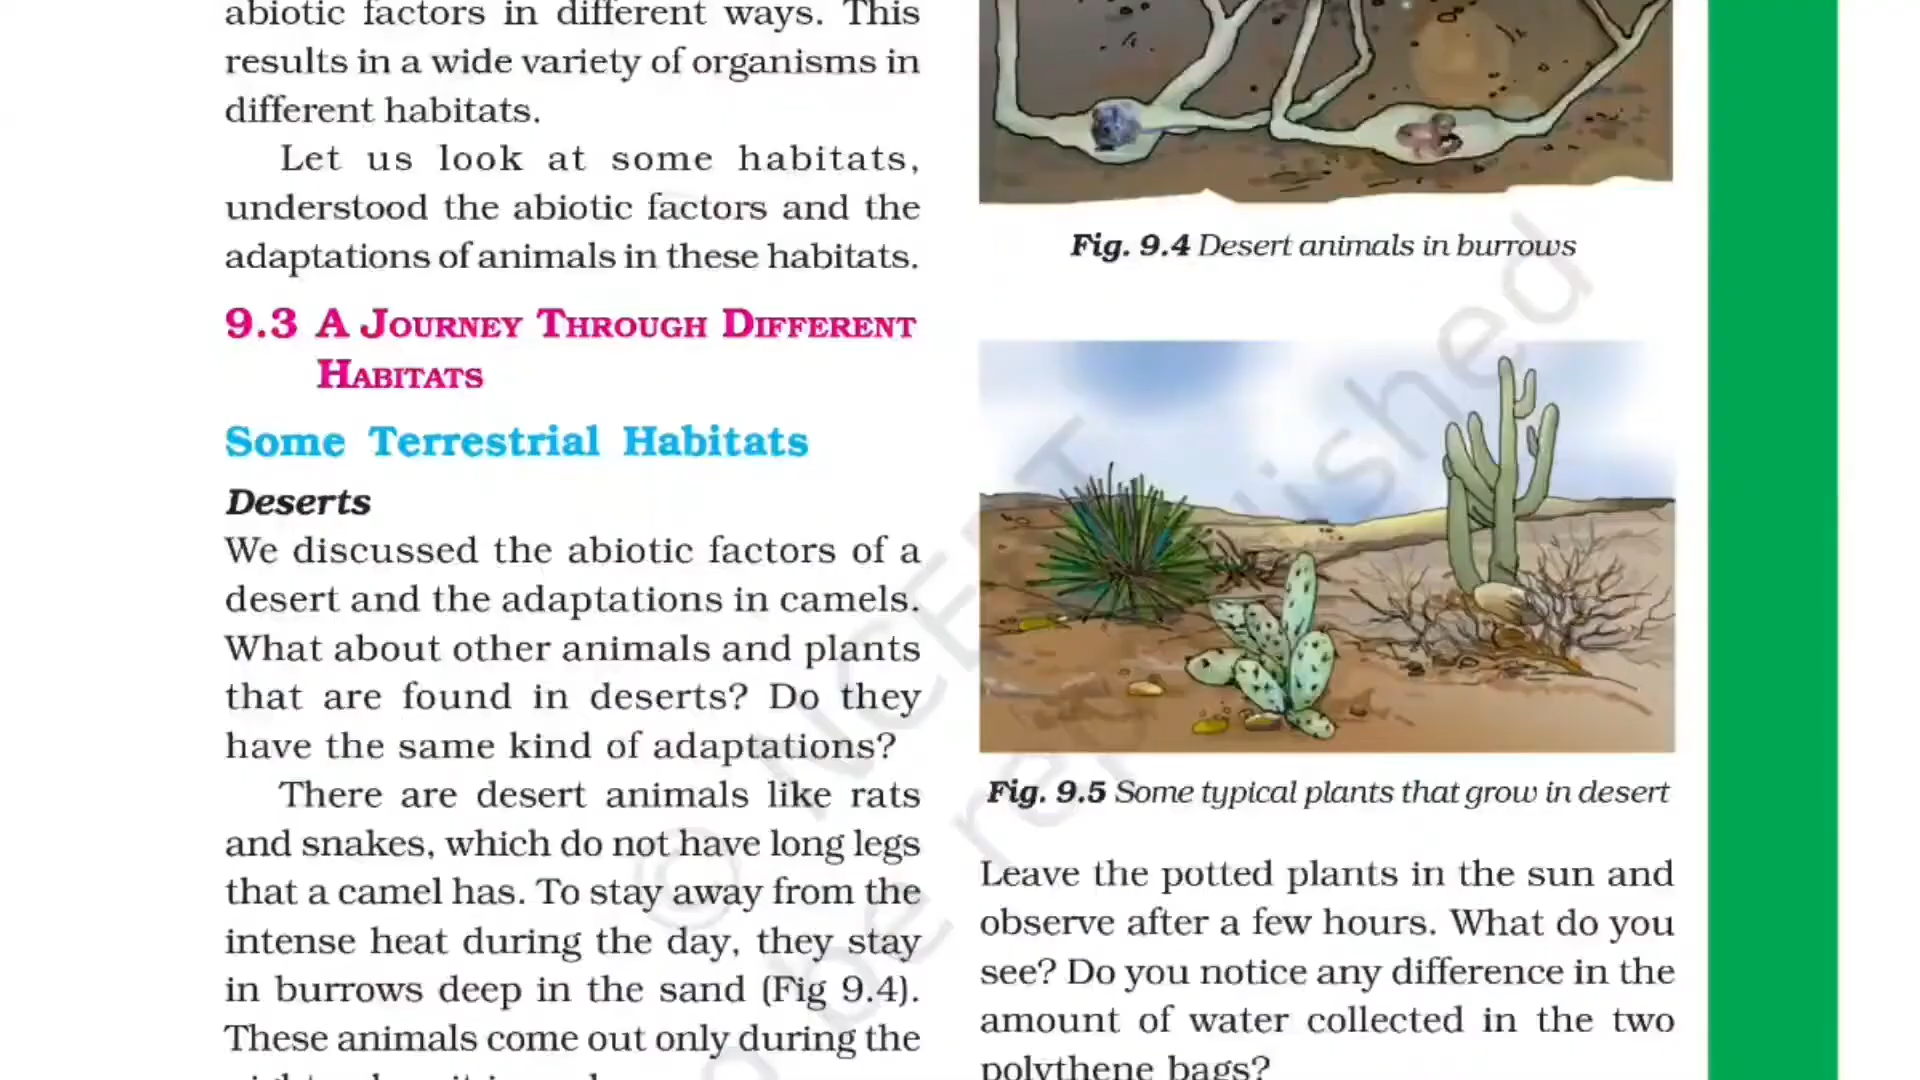 abiotic factors in different ways. This
results in a wide variety of organisms in
different habitats.
Let us look at some habitats,
understood the abiotic factors and the
adaptations of animals in these habitats.
9.3 A JOURNEY THROUGH DIFFERENT
HABITATS
Some Terrestrial Habitats
Deserts
We discussed the abiotic factors of a
desert and the adaptations in camels.
What about other animals and plants
that are found in deserts? Do they
have the same kind of adaptations?
There are desert animals like rats
and snakes, which do not have long legs
that a camel has. To stay away from the
intense heat during the day, they stay
in burrows deep in the sand (Fig 9.4).
These animals come out only during the
Fig. 9.4 Desert animals in burrows
Fig. 9.5 Some typical plants that grow in desert
Leave the potted plants in the sun and
observe after a few hours. What do you
see? Do you notice any difference in the
amount of water collected in the two
polythene bags?
© NCERT
be